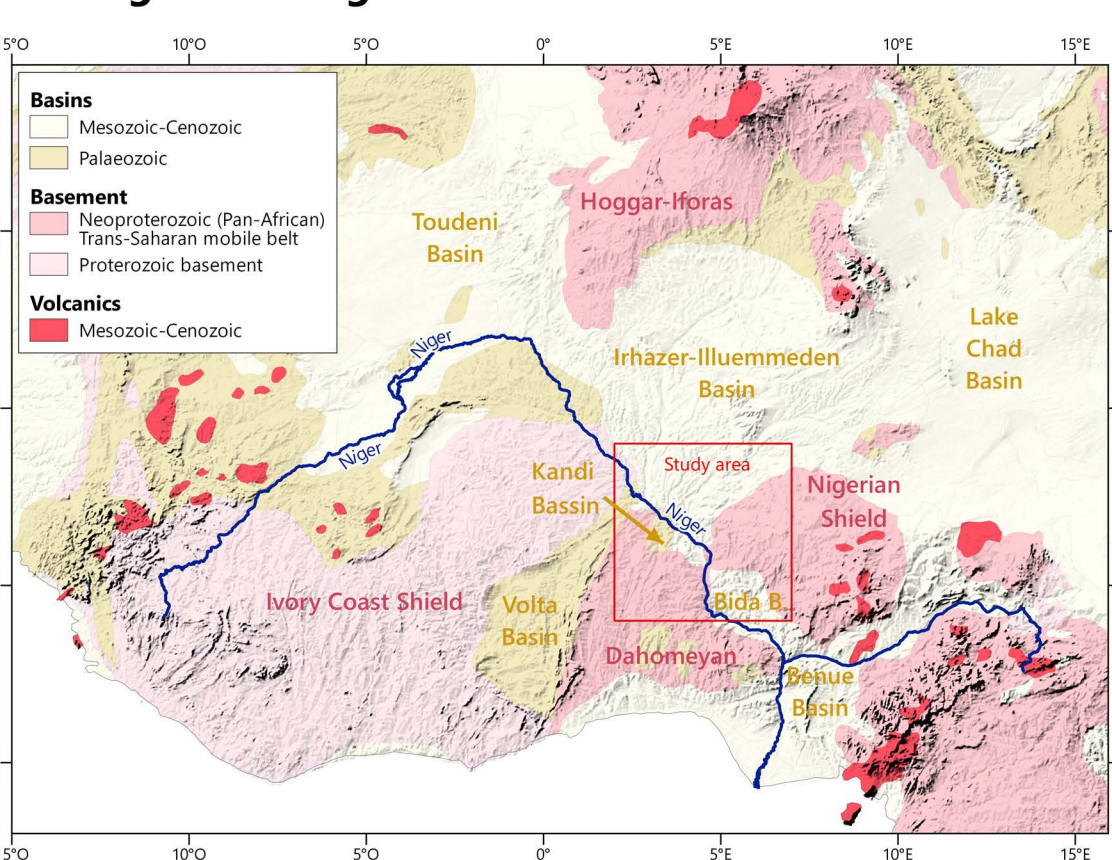 5°O 10°O 5°O 0° 5°E 10°E 15°E
Basins
Mesozoic-Cenozoic
Palaeozoic
Basement
Neoproterozoic (Pan-African)
Trans-Saharan mobile belt
Proterozoic basement
Volcanics
Mesozoic-Cenozoic
Hoggar-Iforas
Toudeni
Basin
Lake
Chad
Basin
Niger
Irhazer-Illuemmeden
Basin
Niger
Study area
Kandi
Bassin
Niger
Nigerian
Shield
Ivory Coast Shield
Volta
Basin
Bida B.
Dahomeyan
Benue
Basin
5°O 10°O 5°O 0° 5°E 10°E 15°E